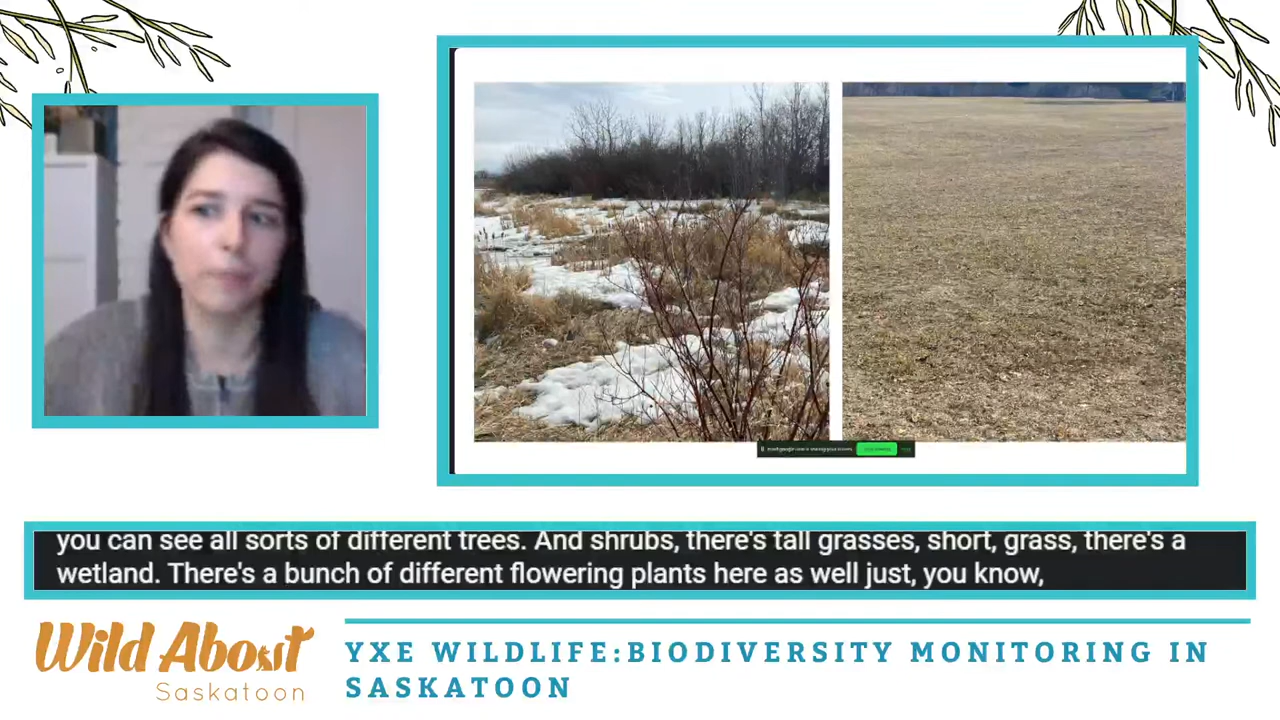 you can see all sorts of different trees. And shrubs, there's tall grasses, short, grass, there's a
wetland. There's a bunch of different flowering plants here as well just, you know,
Wild About
Saskatoon
YXE WILDLIFE:BIODIVERSITY MONITORING IN
SASKATOON